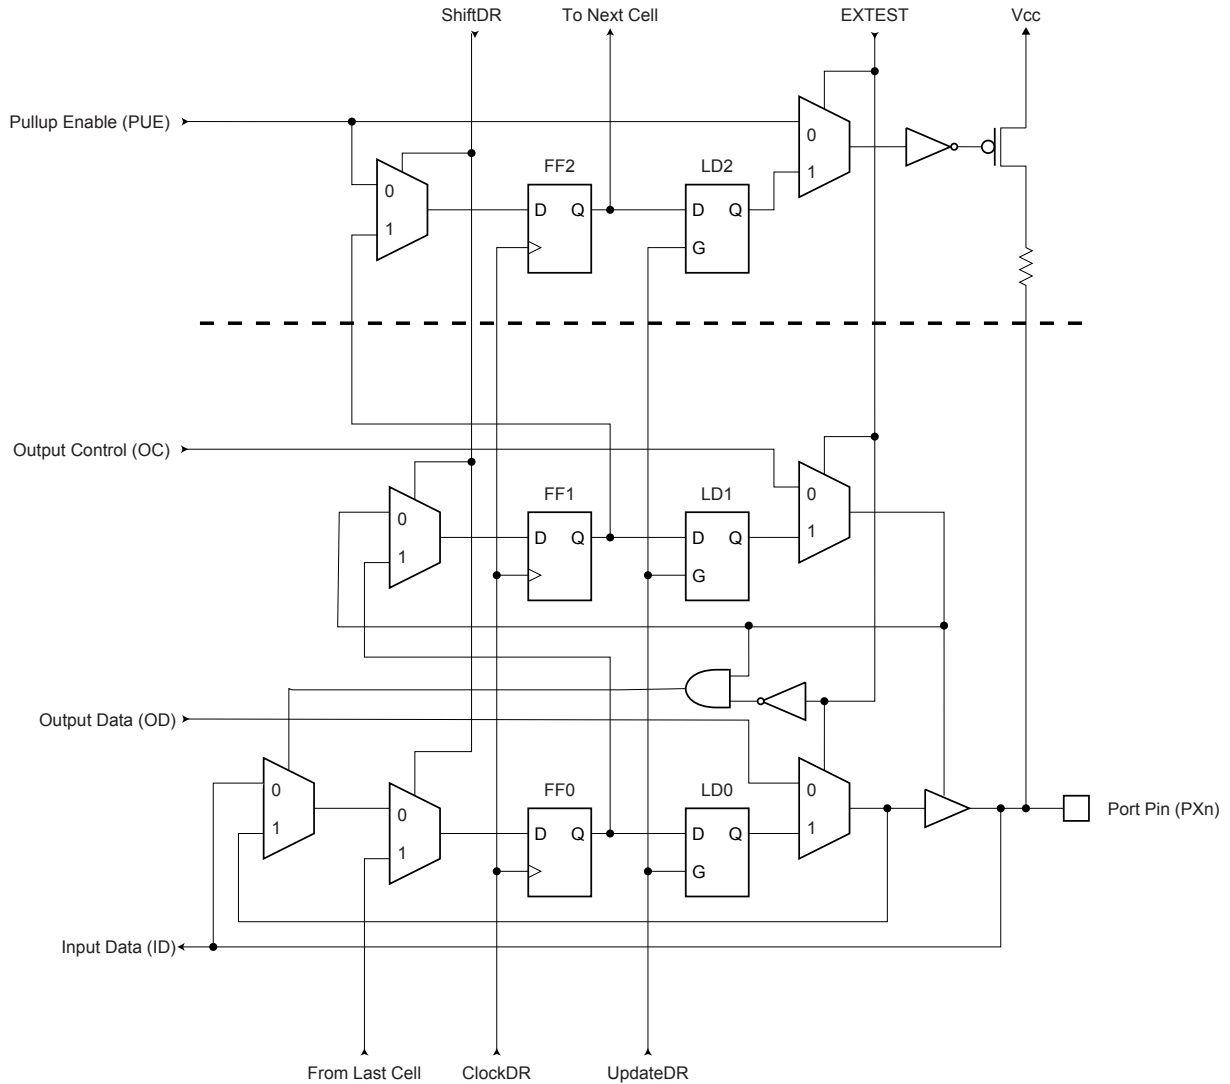 ShiftDR To Next Cell EXTEST Vcc
Pullup Enable (PUE)
0
1
FF2 LD2
0
1
D Q D Q
G
Output Control (OC)
FF1 LD1
0
1
0
1
D Q D Q
G
Output Data (OD)
FF0 LD0
0
1
0
1
0
1
D Q D Q
G
Port Pin (PXn)
Input Data (ID)
From Last Cell ClockDR UpdateDR